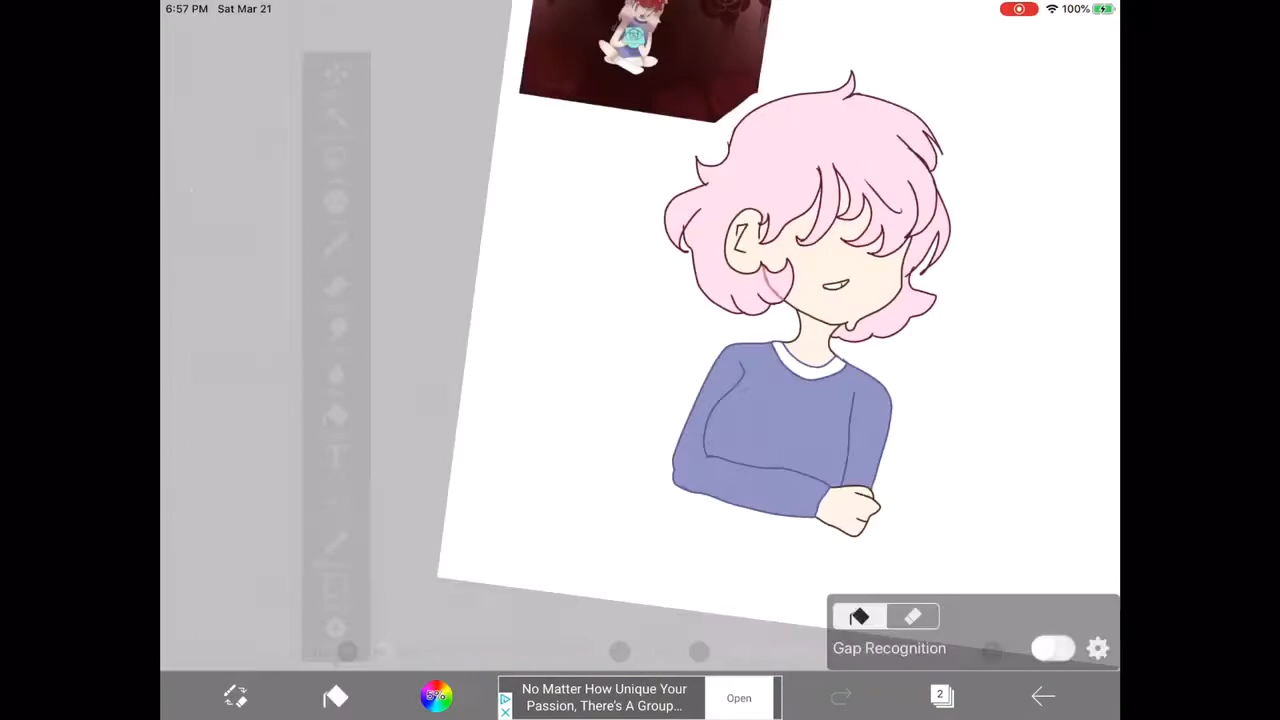 6:57 PM Sat Mar 21
100%
Gap Recognition
No Matter How Unique Your
Passion, There's A Group...
Open
2